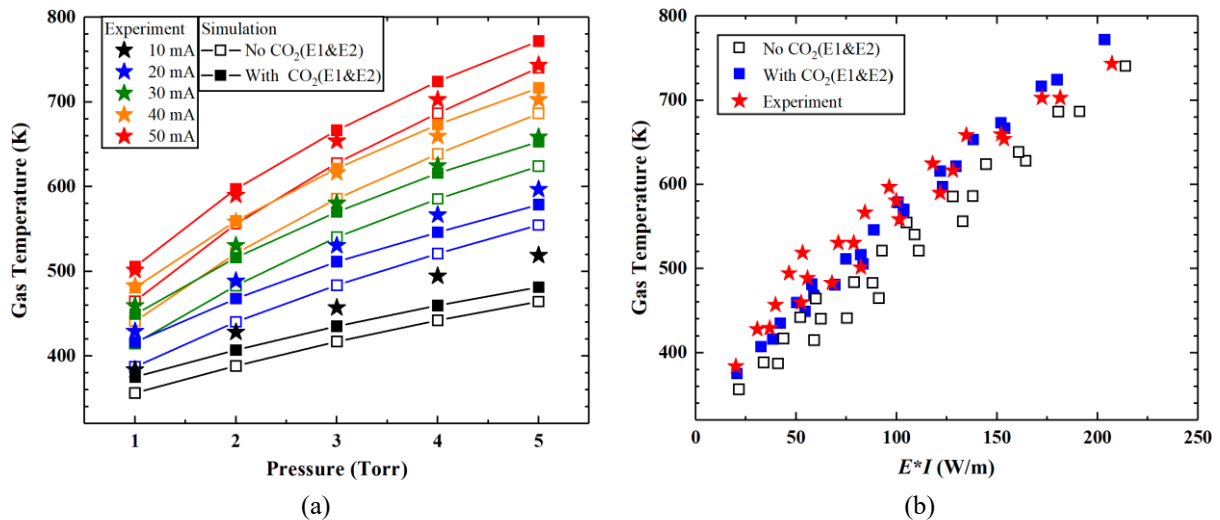 800
700
600
500
400
Gas Temperature (K)
1
2
3
4
5
Pressure (Torr)
Experiment
10 mA
20 mA
30 mA
40 mA
50 mA
Simulation
No CO₂(E1&E2)
With CO₂(E1&E2)
(a)
800
700
600
500
400
Gas Temperature (K)
0
50
100
150
200
250
E*I (W/m)
No CO₂(E1&E2)
With CO₂(E1&E2)
Experiment
(b)